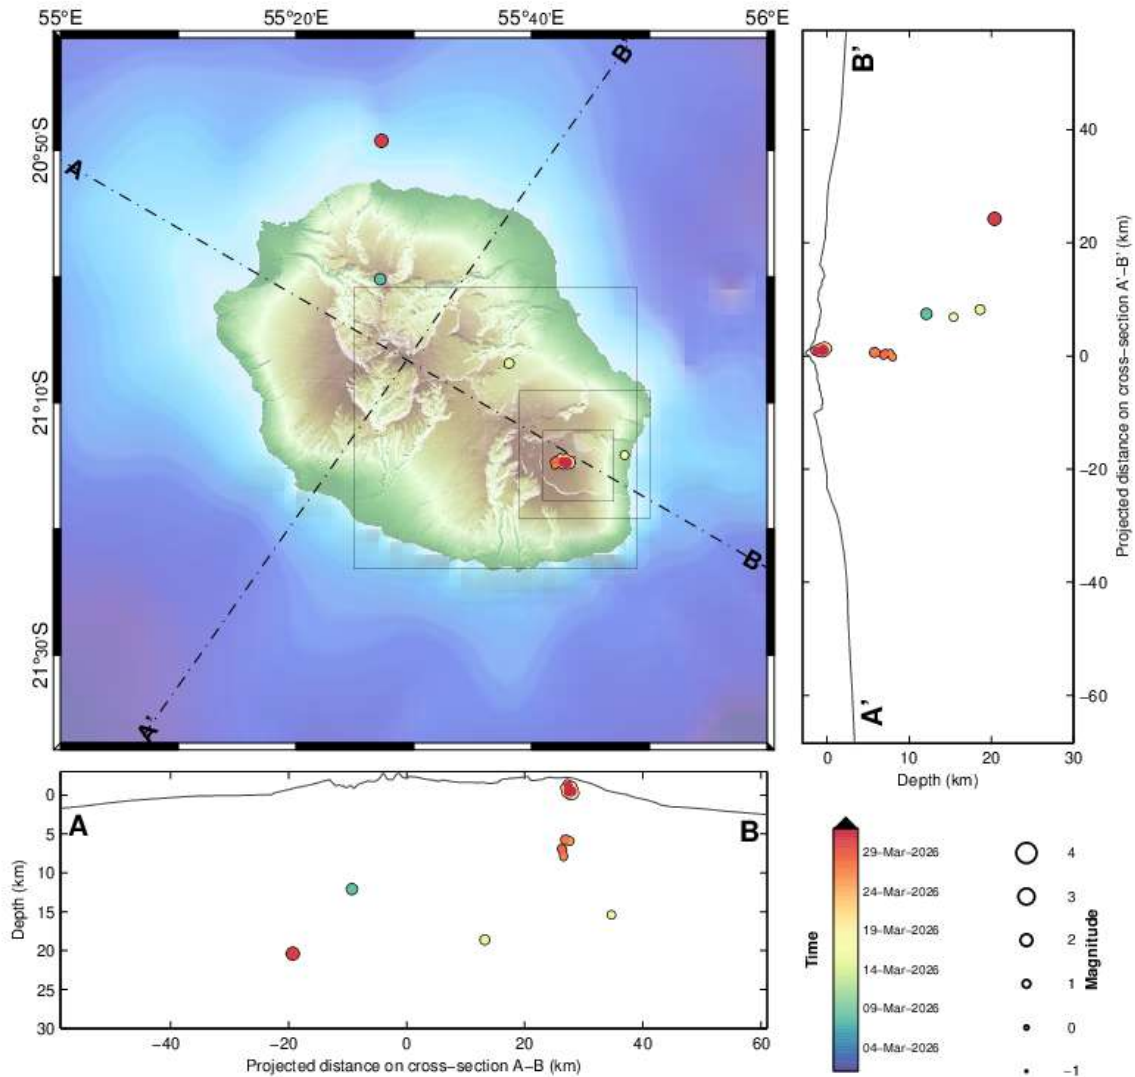 55°E 55°20'E 55°40'E 56°E
20°50'S
21°10'S
21°30'S
A
B'
B
A'
B'
A'
40
20
0
−20
−40
−60
Projected distance on cross−section A'−B' (km)
0 10 20 30
Depth (km)
0
5
10
15
20
25
30
Depth (km)
A
B
−40 −20 0 20 40 60
Projected distance on cross−section A−B (km)
Time
29−Mar−2026
24−Mar−2026
19−Mar−2026
14−Mar−2026
09−Mar−2026
04−Mar−2026
4
3
2
1
0
−1
Magnitude